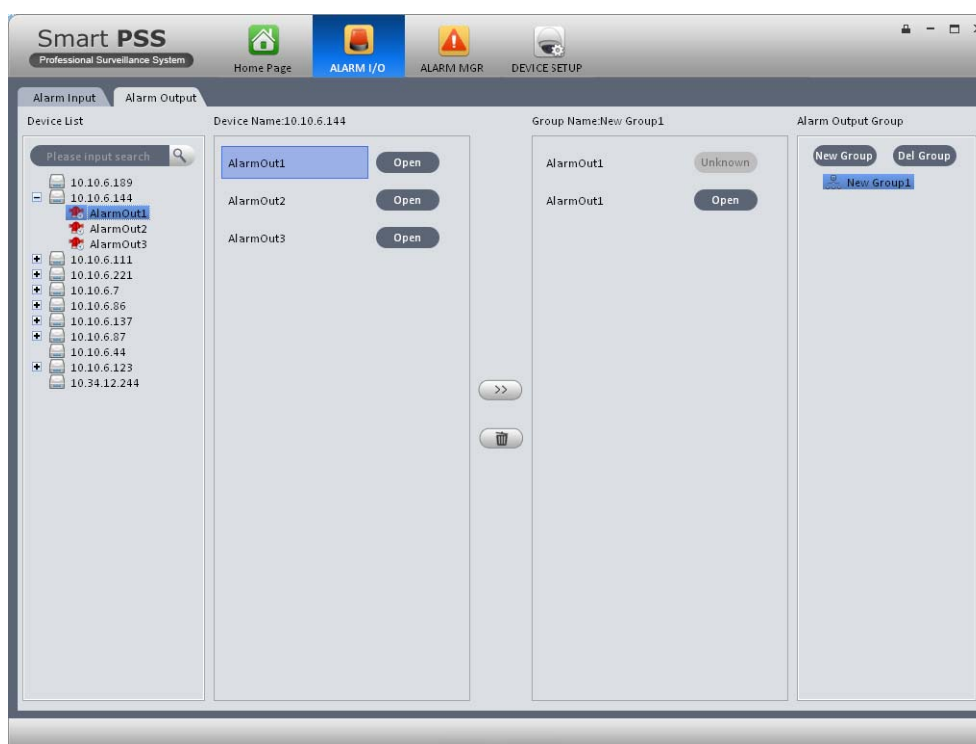 Smart PSS
Professional Surveillance System
Home Page
ALARM I/O
ALARM MGR
DEVICE SETUP
Alarm Input
Alarm Output
Device List
Device Name:10.10.6.144
Group Name:New Group1
Alarm Output Group
Please input search
10.10.6.189
10.10.6.144
AlarmOut1
AlarmOut2
AlarmOut3
10.10.6.111
10.10.6.221
10.10.6.7
10.10.6.86
10.10.6.137
10.10.6.87
10.10.6.44
10.10.6.123
10.34.12.244
AlarmOut1 Open
AlarmOut2 Open
AlarmOut3 Open
>>
AlarmOut1 Unknown
AlarmOut1 Open
New Group Del Group
New Group1